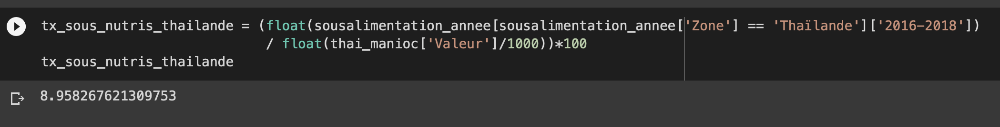 tx_sous_nutris_thailande = (float(sousalimentation_annee[sousalimentation_annee['Zone'] == 'Thaïlande']['2016-2018'])
/ float(thai_manioc['Valeur']/1000))*100
tx_sous_nutris_thailande
8.958267621309753